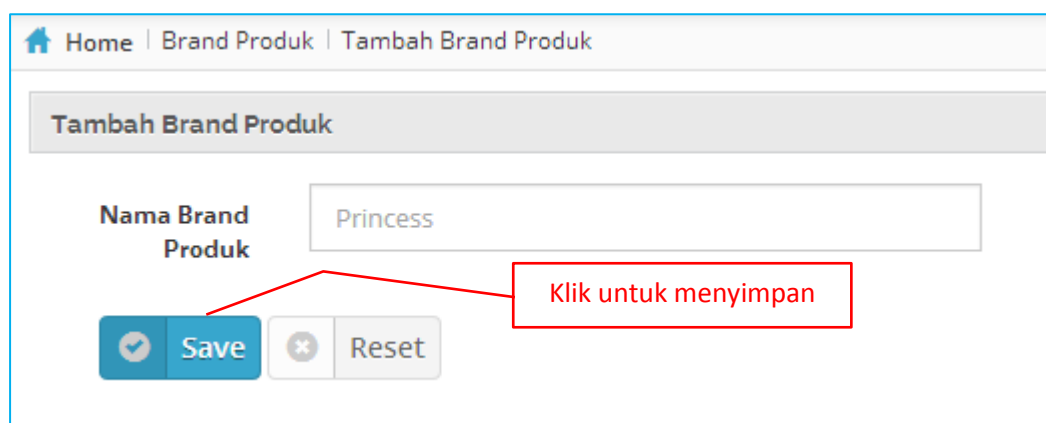 Home | Brand Produk | Tambah Brand Produk
Tambah Brand Produk
Nama Brand
Produk
Princess
Klik untuk menyimpan
Save
Reset